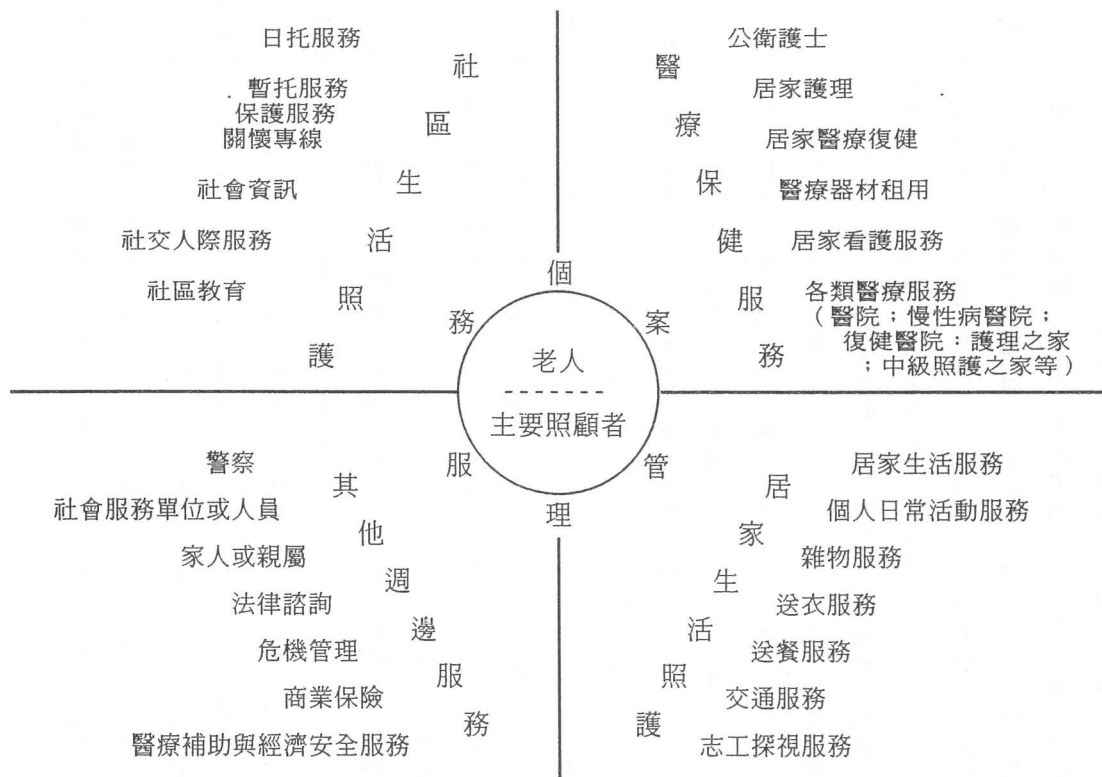 日托服務
暫托服務
保護服務
關懷專線
社會資訊
社交人際服務
社區教育
社區生活照護
公衛護士
居家護理
居家醫療復健
醫療器材租用
居家看護服務
各類醫療服務
(醫院；慢性病醫院；
復健醫院：護理之家
；中級照護之家等)
醫療保健服務
個案管理服務
老人
主要照顧者
警察
社會服務單位或人員
家人或親屬
法律諮詢
危機管理
商業保險
醫療補助與經濟安全服務
其他週邊服務
居家生活服務
個人日常活動服務
雜物服務
送衣服務
送餐服務
交通服務
志工探視服務
居家生活照護